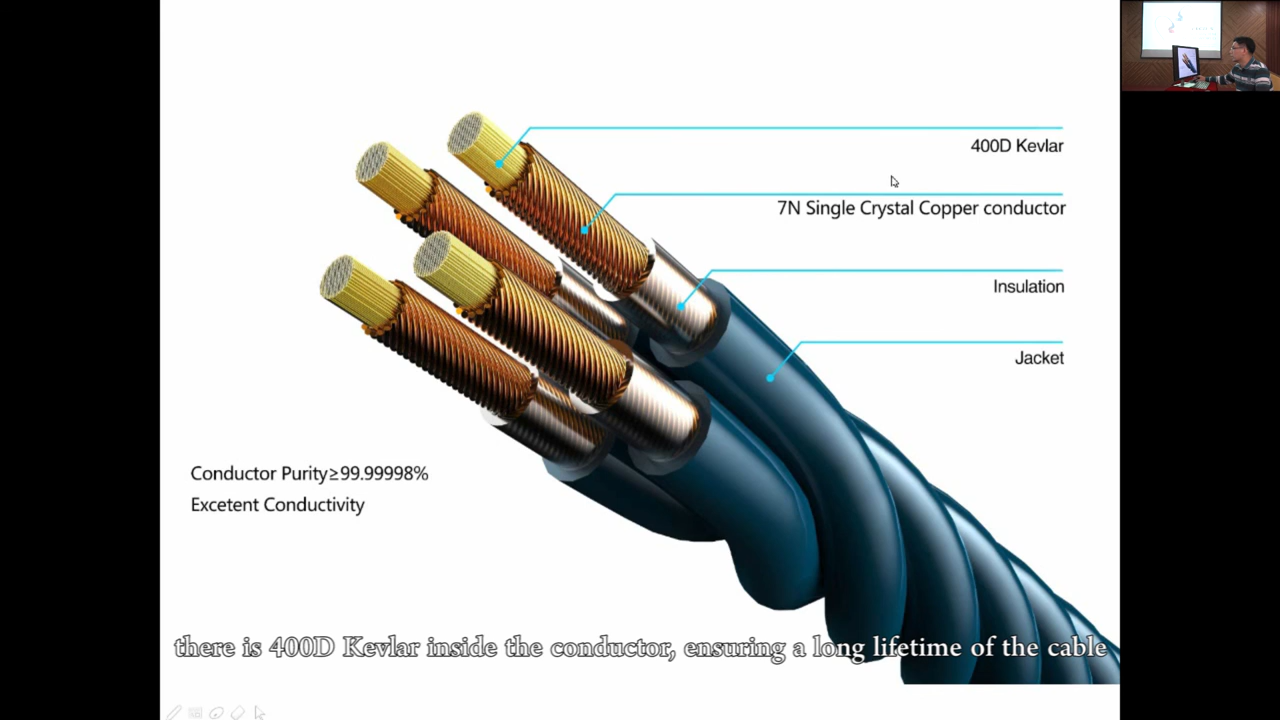 400D Kevlar
7N Single Crystal Copper conductor
Insulation
Jacket
Conductor Purity≥99.99998%
Excetent Conductivity
there is 400D Kevlar inside the conductor, ensuring a long lifetime of the cable